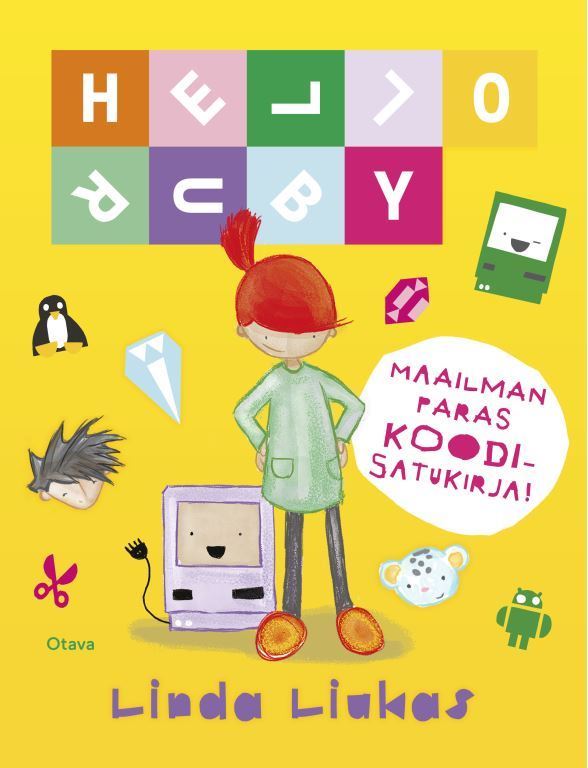 HELLO
RUBY
MAAILMAN
PARAS
KOODI-
SATUKIRJA!
Otava
Linda Liukas